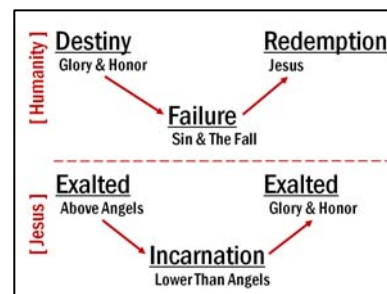 [ Humanity ]
Destiny
Glory & Honor
Redemption
Jesus
Failure
Sin & The Fall
[ Jesus ]
Exalted
Above Angels
Exalted
Glory & Honor
Incarnation
Lower Than Angels